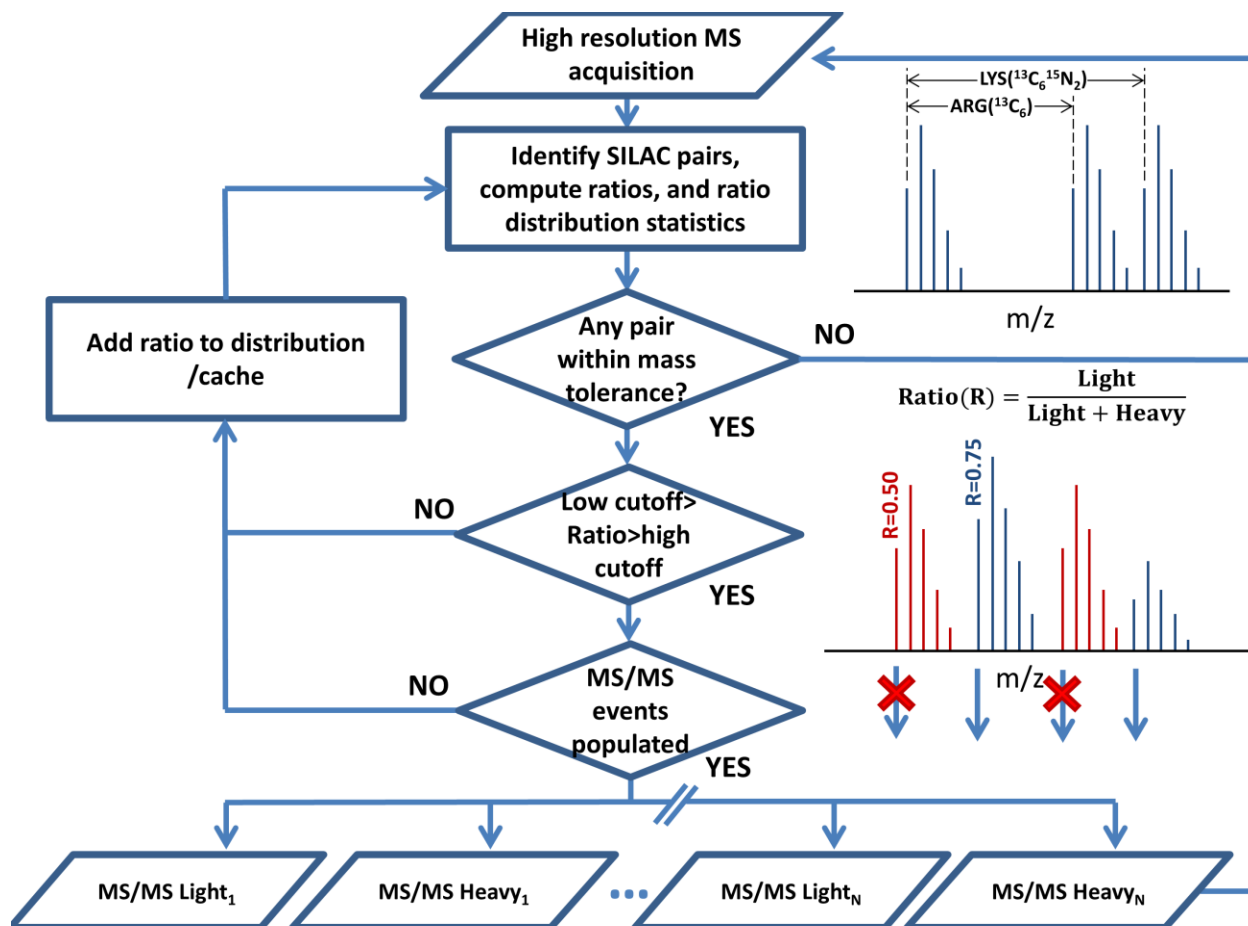 High resolution MS
acquisition
Identify SILAC pairs,
compute ratios, and ratio
distribution statistics
Add ratio to distribution
/cache
Any pair
within mass
tolerance?
NO
YES
Low cutoff>
Ratio>high
cutoff
NO
YES
MS/MS
events
populated
NO
YES
MS/MS Light₁
MS/MS Heavy₁
...
MS/MS Light_N
MS/MS Heavy_N
LYS(¹³C₆¹⁵N₂)
ARG(¹³C₆)
m/z
Ratio(R) = Light / Light + Heavy
R=0.50
R=0.75
m/z